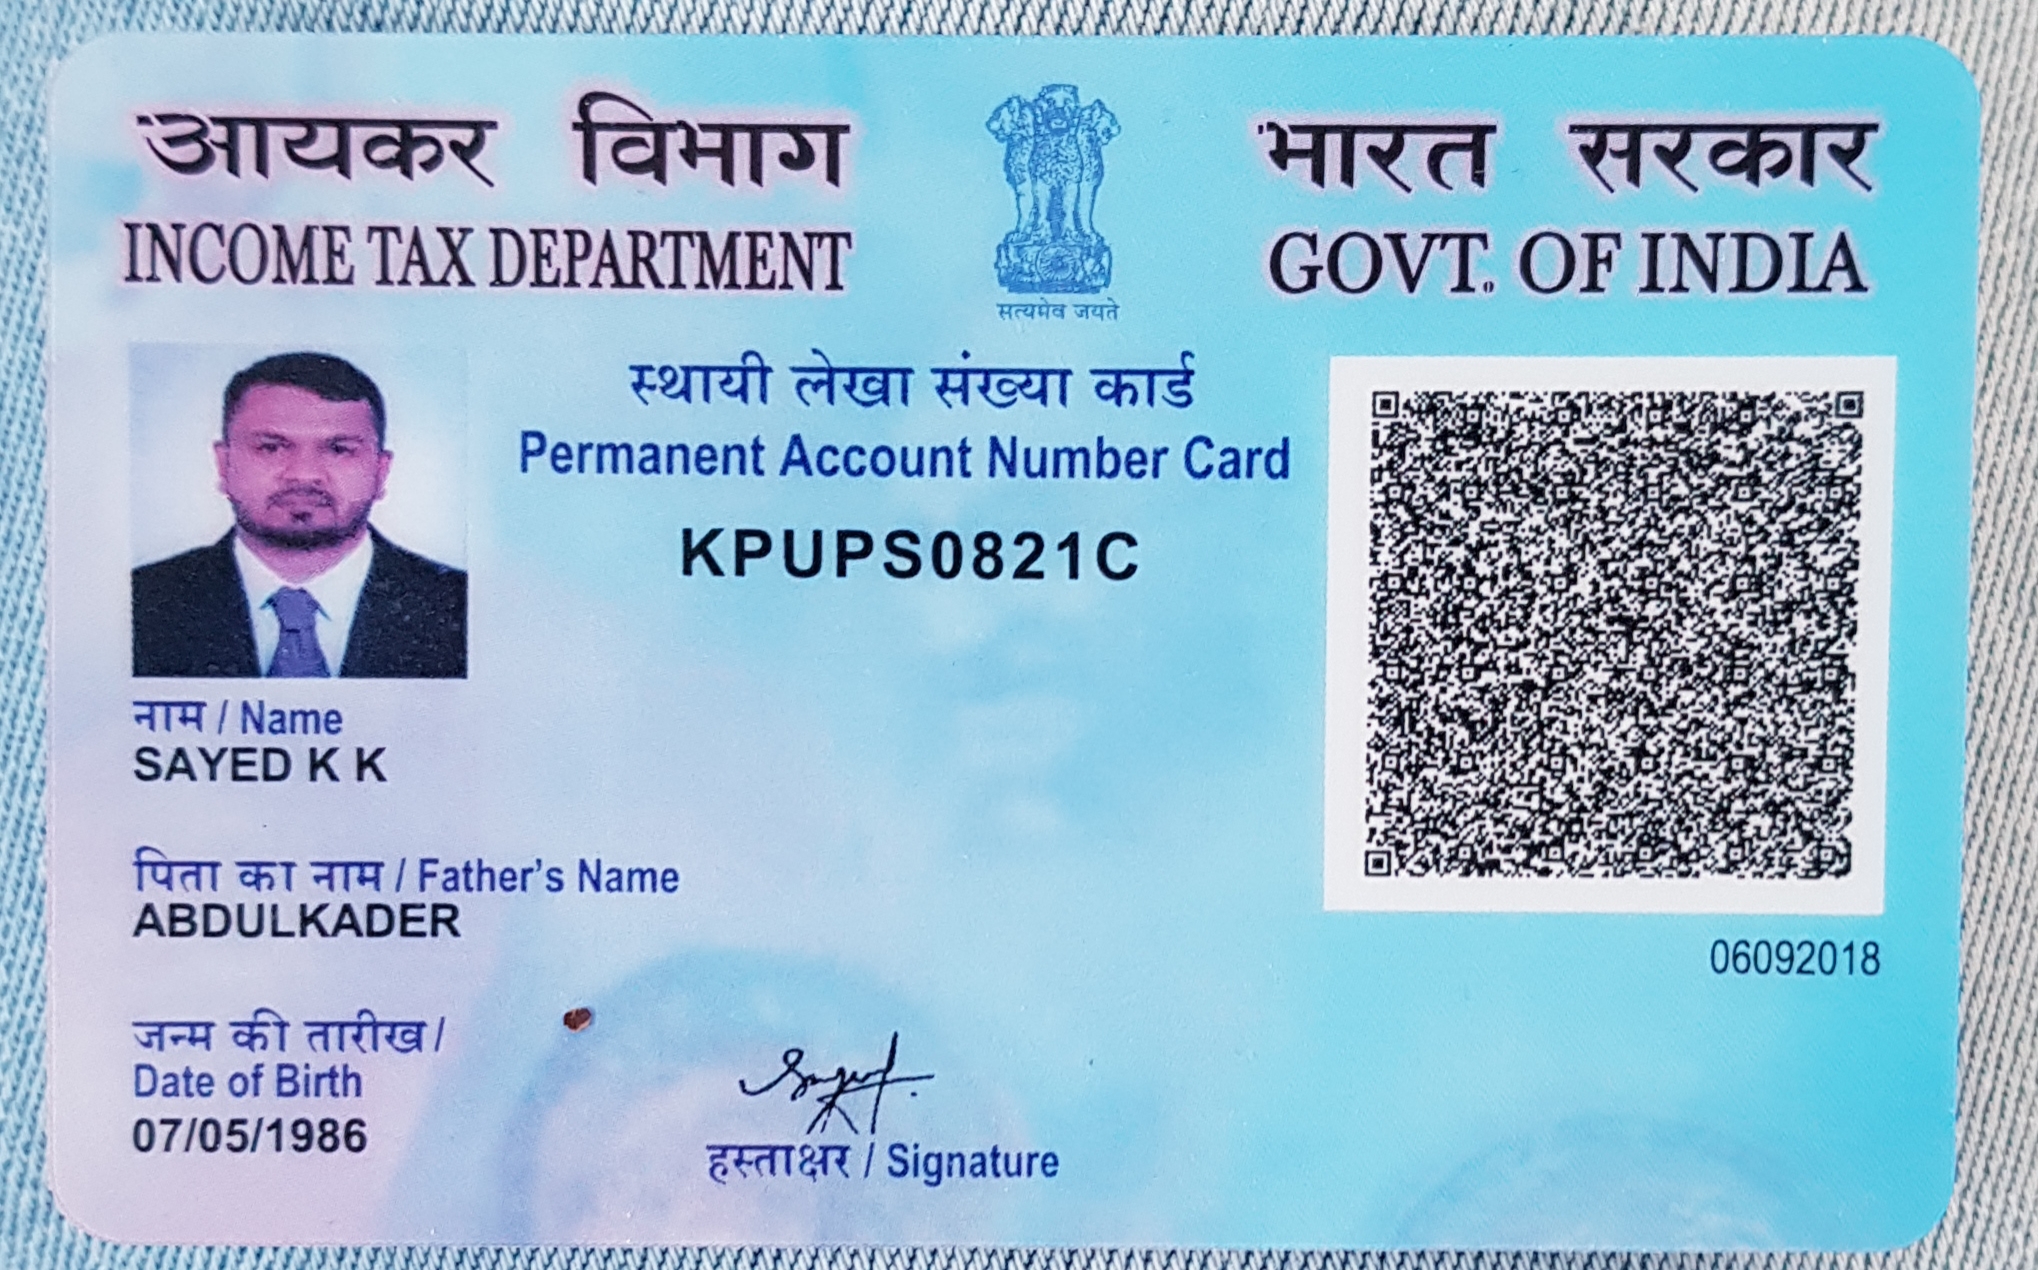 आयकर विभाग
INCOME TAX DEPARTMENT
सत्यमेव जयते
भारत सरकार
GOVT. OF INDIA
स्थायी लेखा संख्या कार्ड
Permanent Account Number Card
KPUPS0821C
नाम / Name
SAYED K K
पिता का नाम / Father's Name
ABDULKADER
06092018
जन्म की तारीख /
Date of Birth
07/05/1986
हस्ताक्षर / Signature